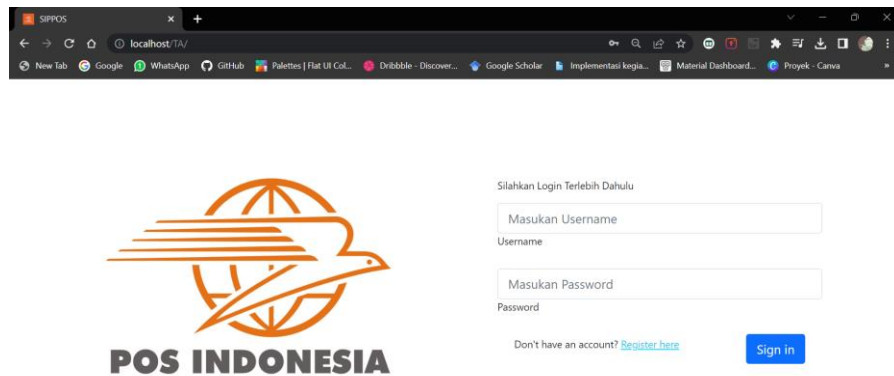 SIPPOS
localhost/TA/
New Tab Google WhatsApp GitHub Palettes | Flat UI Col... Dribbble - Discover... Google Scholar Implementasi kegia... Material Dashboard... Proyek - Canva
Silahkan Login Terlebih Dahulu
Masukan Username
Username
Masukan Password
Password
Don't have an account? Register here
Sign in
POS INDONESIA